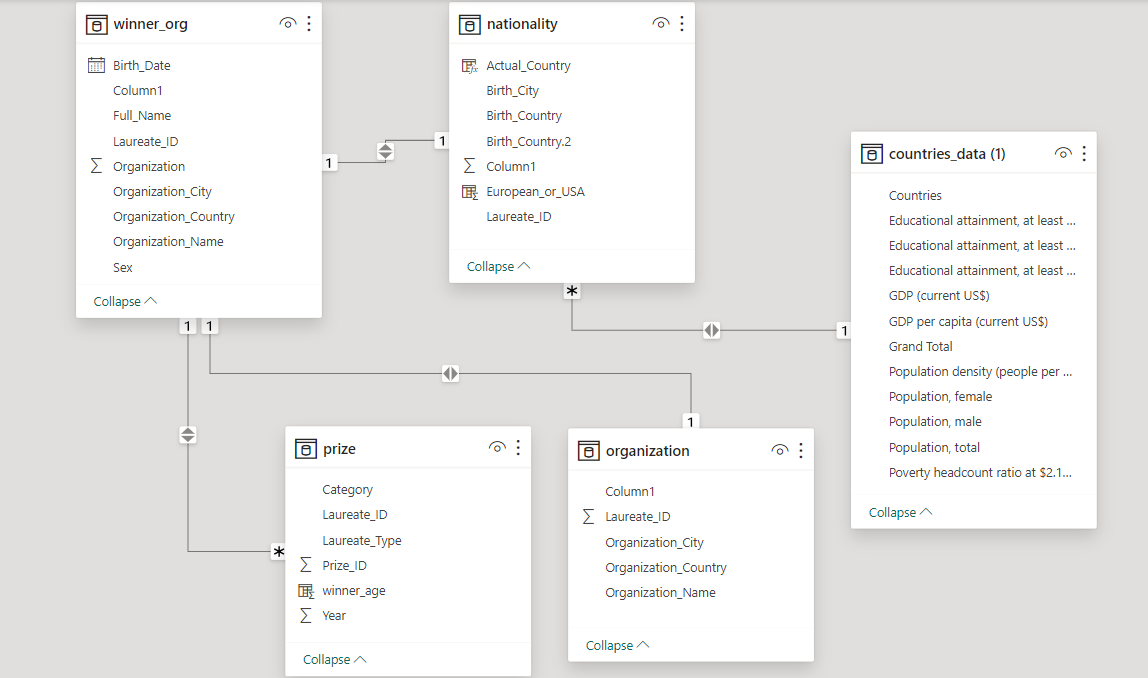 winner_org
Birth_Date
Column1
Full_Name
Laureate_ID
Organization
Organization_City
Organization_Country
Organization_Name
Sex
Collapse
nationality
Actual_Country
Birth_City
Birth_Country
Birth_Country.2
Column1
European_or_USA
Laureate_ID
Collapse
countries_data (1)
Countries
Educational attainment, at least ...
Educational attainment, at least ...
Educational attainment, at least ...
GDP (current US$)
GDP per capita (current US$)
Grand Total
Population density (people per ...
Population, female
Population, male
Population, total
Poverty headcount ratio at $2.1...
Collapse
1
1
*
1
1
1
*
1
prize
Category
Laureate_ID
Laureate_Type
Prize_ID
winner_age
Year
Collapse
organization
Column1
Laureate_ID
Organization_City
Organization_Country
Organization_Name
Collapse